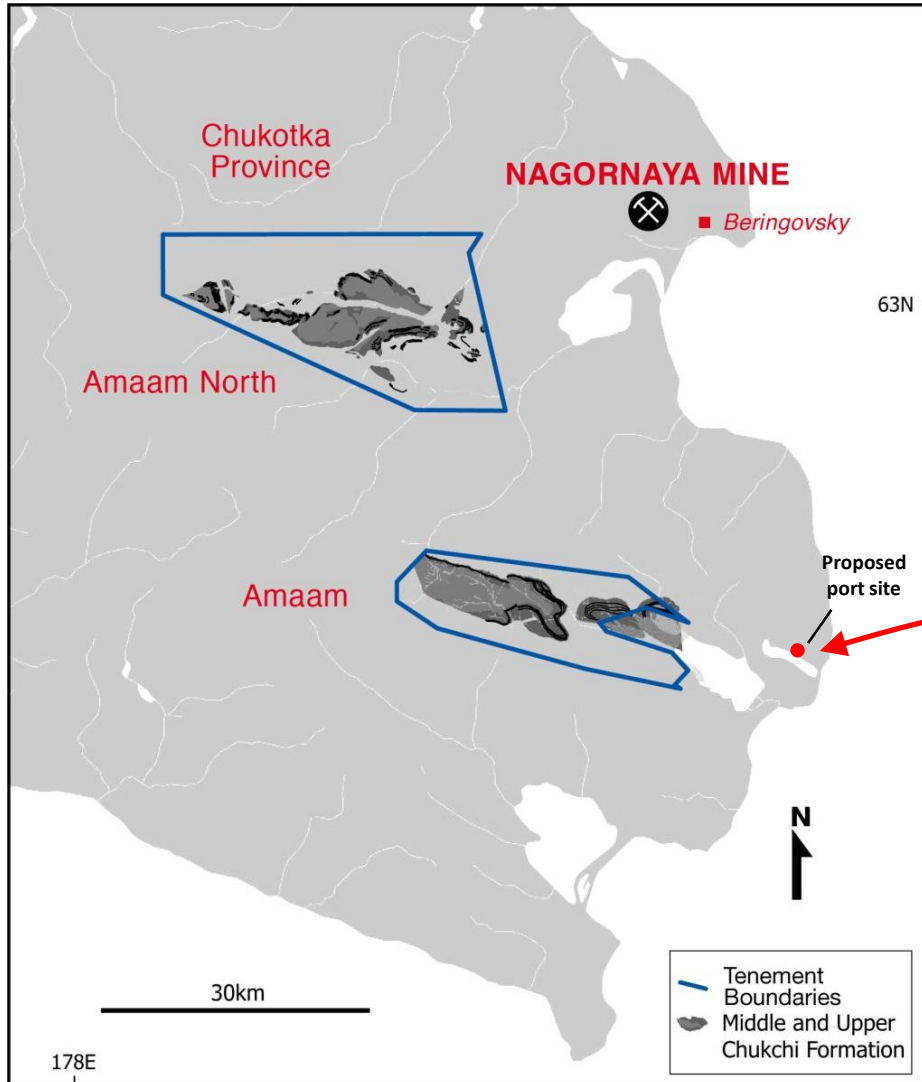 Chukotka
Province
NAGORNAYA MINE
Beringovsky
63N
Amaam North
Proposed
port site
Amaam
N
30km
178E
Tenement
Boundaries
Middle and Upper
Chukchi Formation